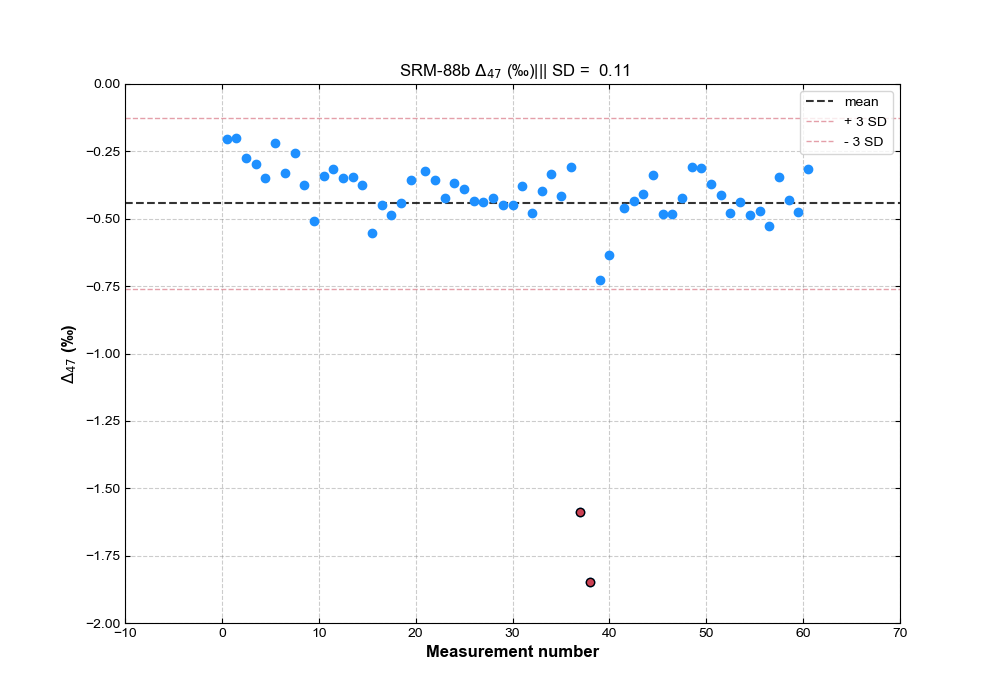 SRM-88b Δ47 (‰)||| SD =  0.11
mean
+ 3 SD
- 3 SD
0.00
−0.25
−0.50
−0.75
−1.00
−1.25
−1.50
−1.75
−2.00
Δ47 (‰)
−10 0 10 20 30 40 50 60 70
Measurement number